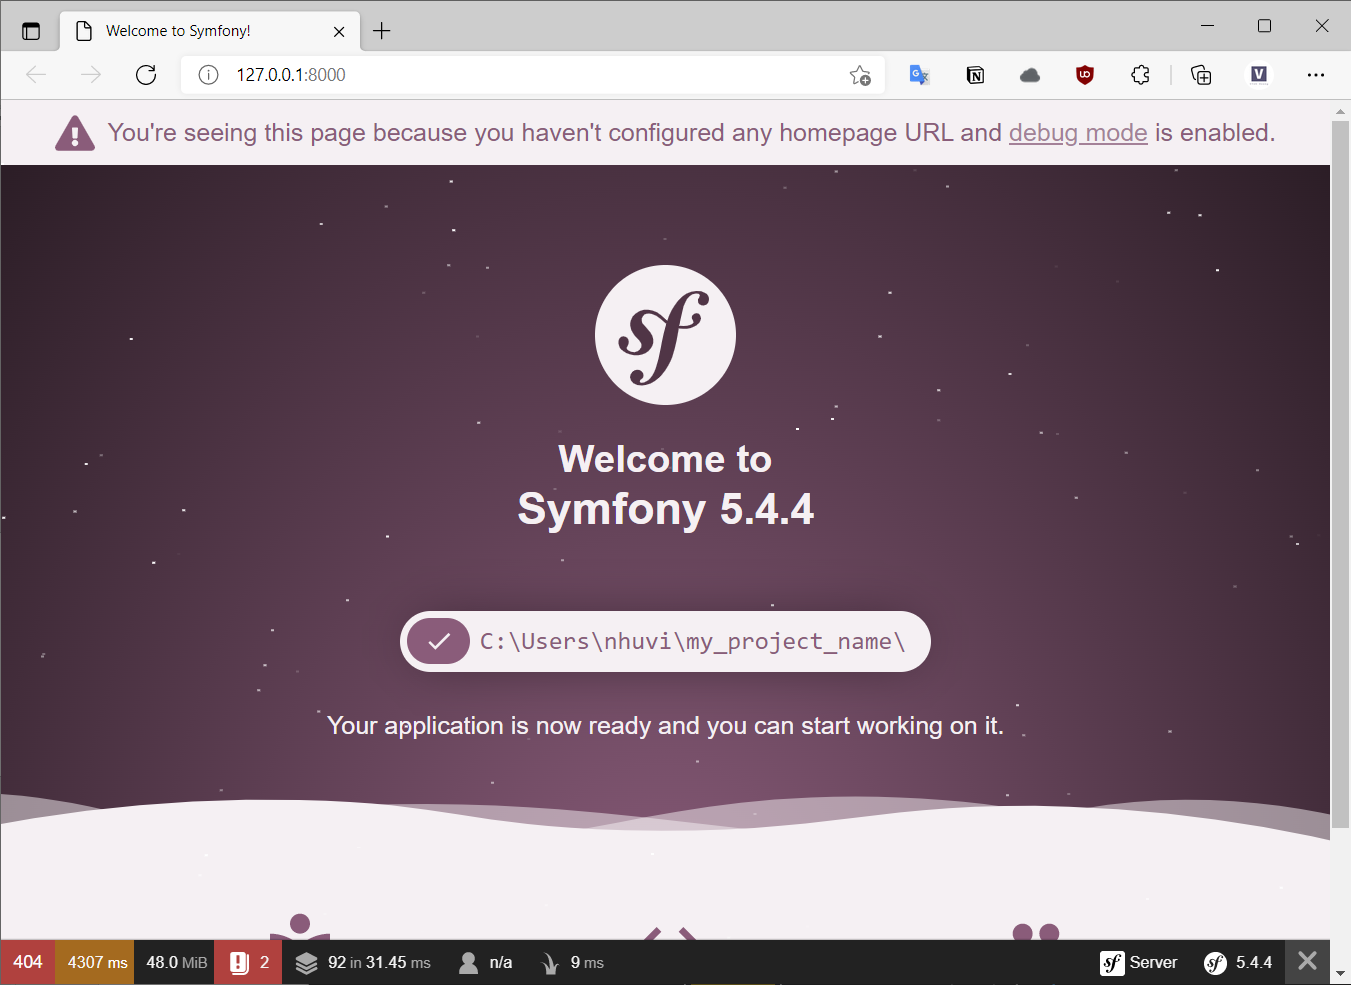 Welcome to Symfony!
127.0.0.1:8000
You're seeing this page because you haven't configured any homepage URL and debug mode is enabled.
sf
Welcome to
Symfony 5.4.4
C:\Users\nhuvi\my_project_name\
Your application is now ready and you can start working on it.
404 4307 ms 48.0 MiB 2 92 in 31.45 ms n/a 9 ms sf Server sf 5.4.4